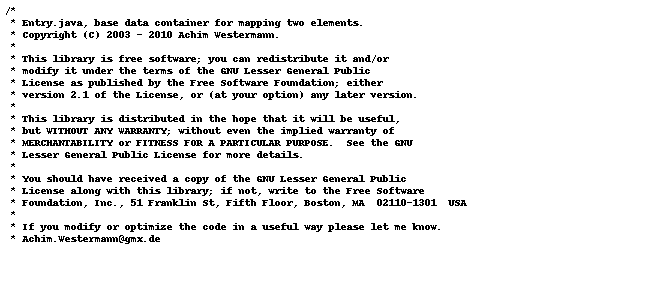 /*
 * Entry.java, base data container for mapping two elements.
 * Copyright (C) 2003 - 2010 Achim Westermann.
 *
 * This library is free software; you can redistribute it and/or
 * modify it under the terms of the GNU Lesser General Public
 * License as published by the Free Software Foundation; either
 * version 2.1 of the License, or (at your option) any later version.
 *
 * This library is distributed in the hope that it will be useful,
 * but WITHOUT ANY WARRANTY; without even the implied warranty of
 * MERCHANTABILITY or FITNESS FOR A PARTICULAR PURPOSE.  See the GNU
 * Lesser General Public License for more details.
 *
 * You should have received a copy of the GNU Lesser General Public
 * License along with this library; if not, write to the Free Software
 * Foundation, Inc., 51 Franklin St, Fifth Floor, Boston, MA  02110-1301  USA
 *
 * If you modify or optimize the code in a useful way please let me know.
 * Achim.Westermann@gmx.de